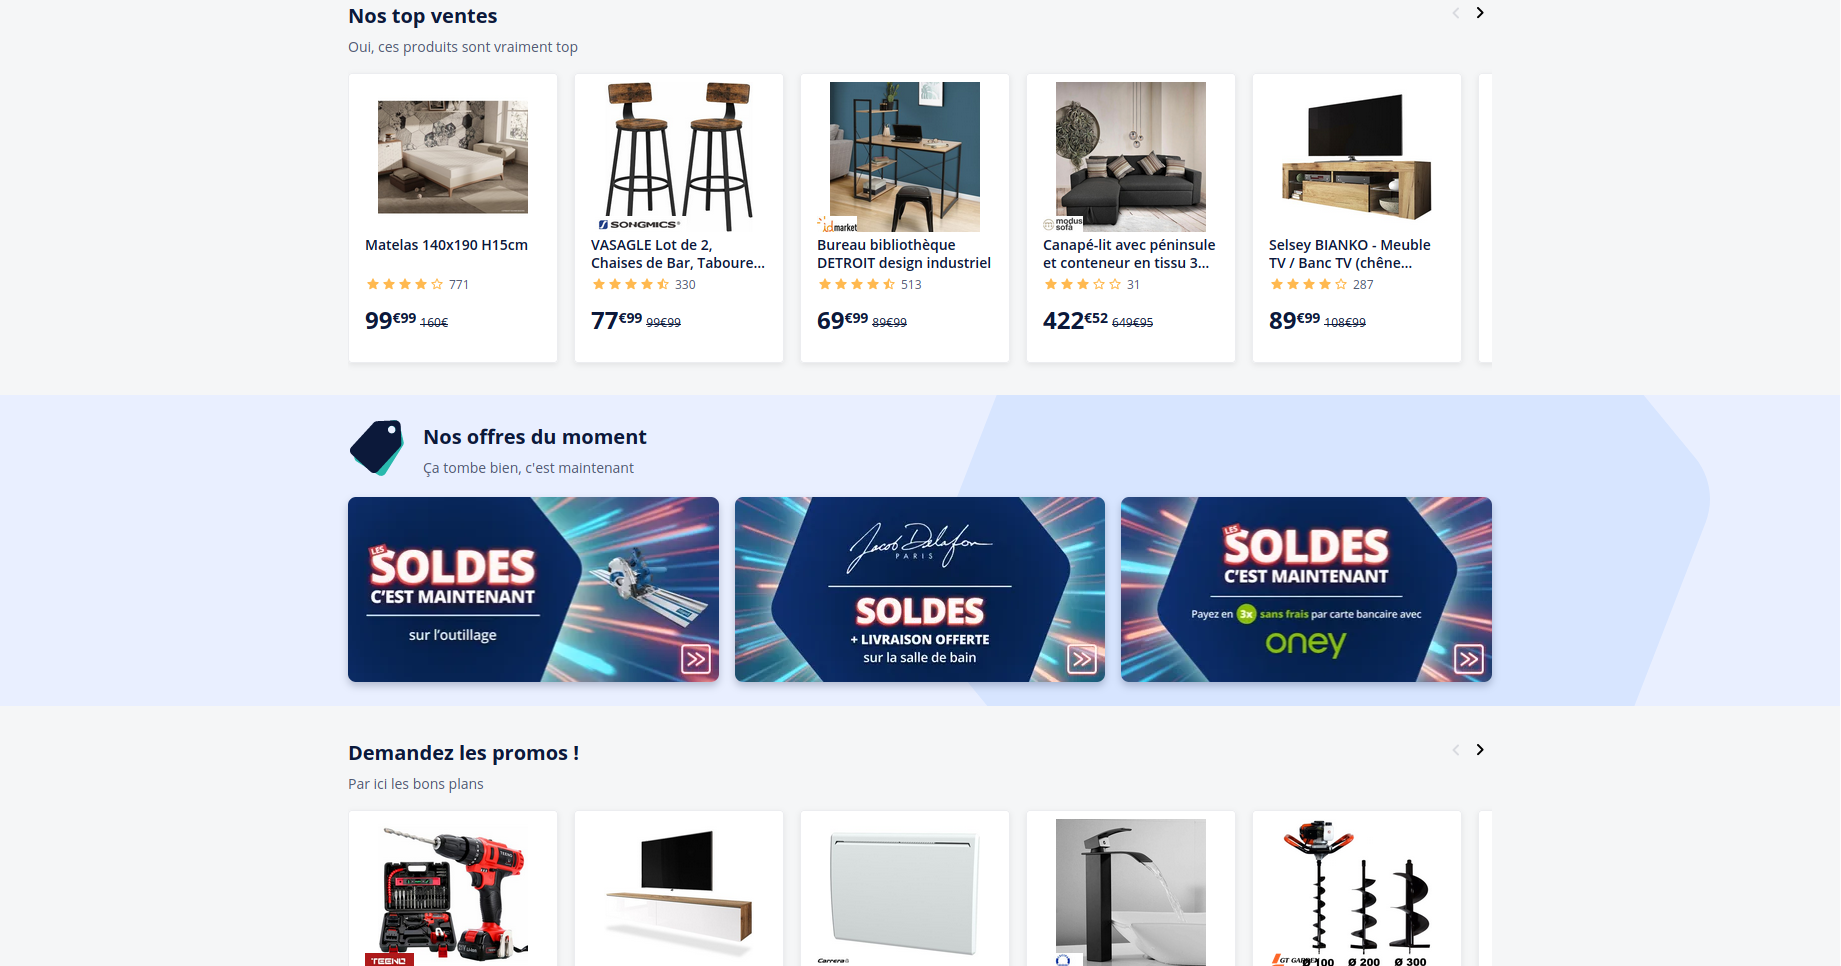 Nos top ventes
Oui, ces produits sont vraiment top
SONGMICS
id market
modus sofa
Matelas 140x190 H15cm
VASAGLE Lot de 2,
Chaises de Bar, Taboure...
Bureau bibliothèque
DETROIT design industriel
Canapé-lit avec péninsule
et conteneur en tissu 3...
Selsey BIANKO - Meuble
TV / Banc TV (chêne...
771
330
513
31
287
99€99 160€
77€99 99€99
69€99 89€99
422€52 649€95
89€99 108€99
Nos offres du moment
Ça tombe bien, c'est maintenant
LES
SOLDES
C'EST MAINTENANT
sur l'outillage
Jacob Delafon
PARIS
SOLDES
+ LIVRAISON OFFERTE
sur la salle de bain
LES
SOLDES
C'EST MAINTENANT
Payez en 3x sans frais par carte bancaire avec
oney
Demandez les promos !
Par ici les bons plans
TEENO
TEENO
Carrera
GT GARDEN
Ø 100 Ø 200 Ø 300